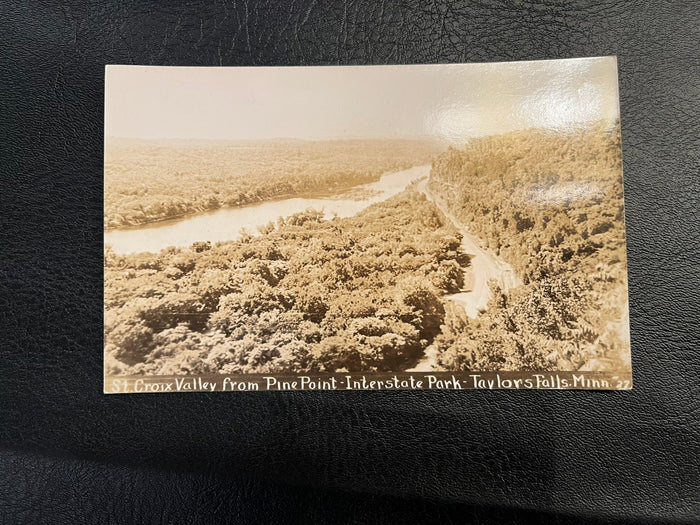 St. Croix Valley from Pine Point-Interstate Park-Taylors Falls-Minn 27